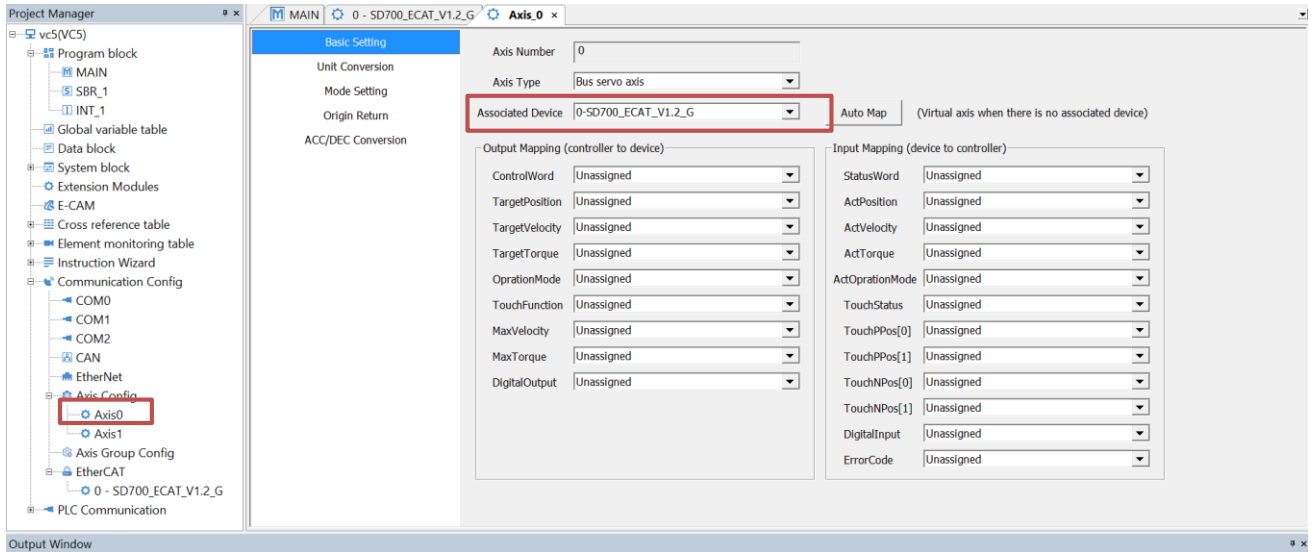 Project Manager
vc5(VC5)
Program block
MAIN
SBR_1
INT_1
Global variable table
Data block
System block
Extension Modules
E-CAM
Cross reference table
Element monitoring table
Instruction Wizard
Communication Config
COM0
COM1
COM2
CAN
EtherNet
Axis Config
Axis0
Axis1
Axis Group Config
EtherCAT
0 - SD700_ECAT_V1.2_G
PLC Communication
MAIN 0 - SD700_ECAT_V1.2_G Axis_0
Basic Setting
Unit Conversion
Mode Setting
Origin Return
ACC/DEC Conversion
Axis Number 0
Axis Type Bus servo axis
Associated Device 0-SD700_ECAT_V1.2_G Auto Map (Virtual axis when there is no associated device)
Output Mapping (controller to device)
ControlWord Unassigned
TargetPosition Unassigned
TargetVelocity Unassigned
TargetTorque Unassigned
OprationMode Unassigned
TouchFunction Unassigned
MaxVelocity Unassigned
MaxTorque Unassigned
DigitalOutput Unassigned
Input Mapping (device to controller)
StatusWord Unassigned
ActPosition Unassigned
ActVelocity Unassigned
ActTorque Unassigned
ActOprationMode Unassigned
TouchStatus Unassigned
TouchPPos[0] Unassigned
TouchPPos[1] Unassigned
TouchNPos[0] Unassigned
TouchNPos[1] Unassigned
DigitalInput Unassigned
ErrorCode Unassigned
Output Window